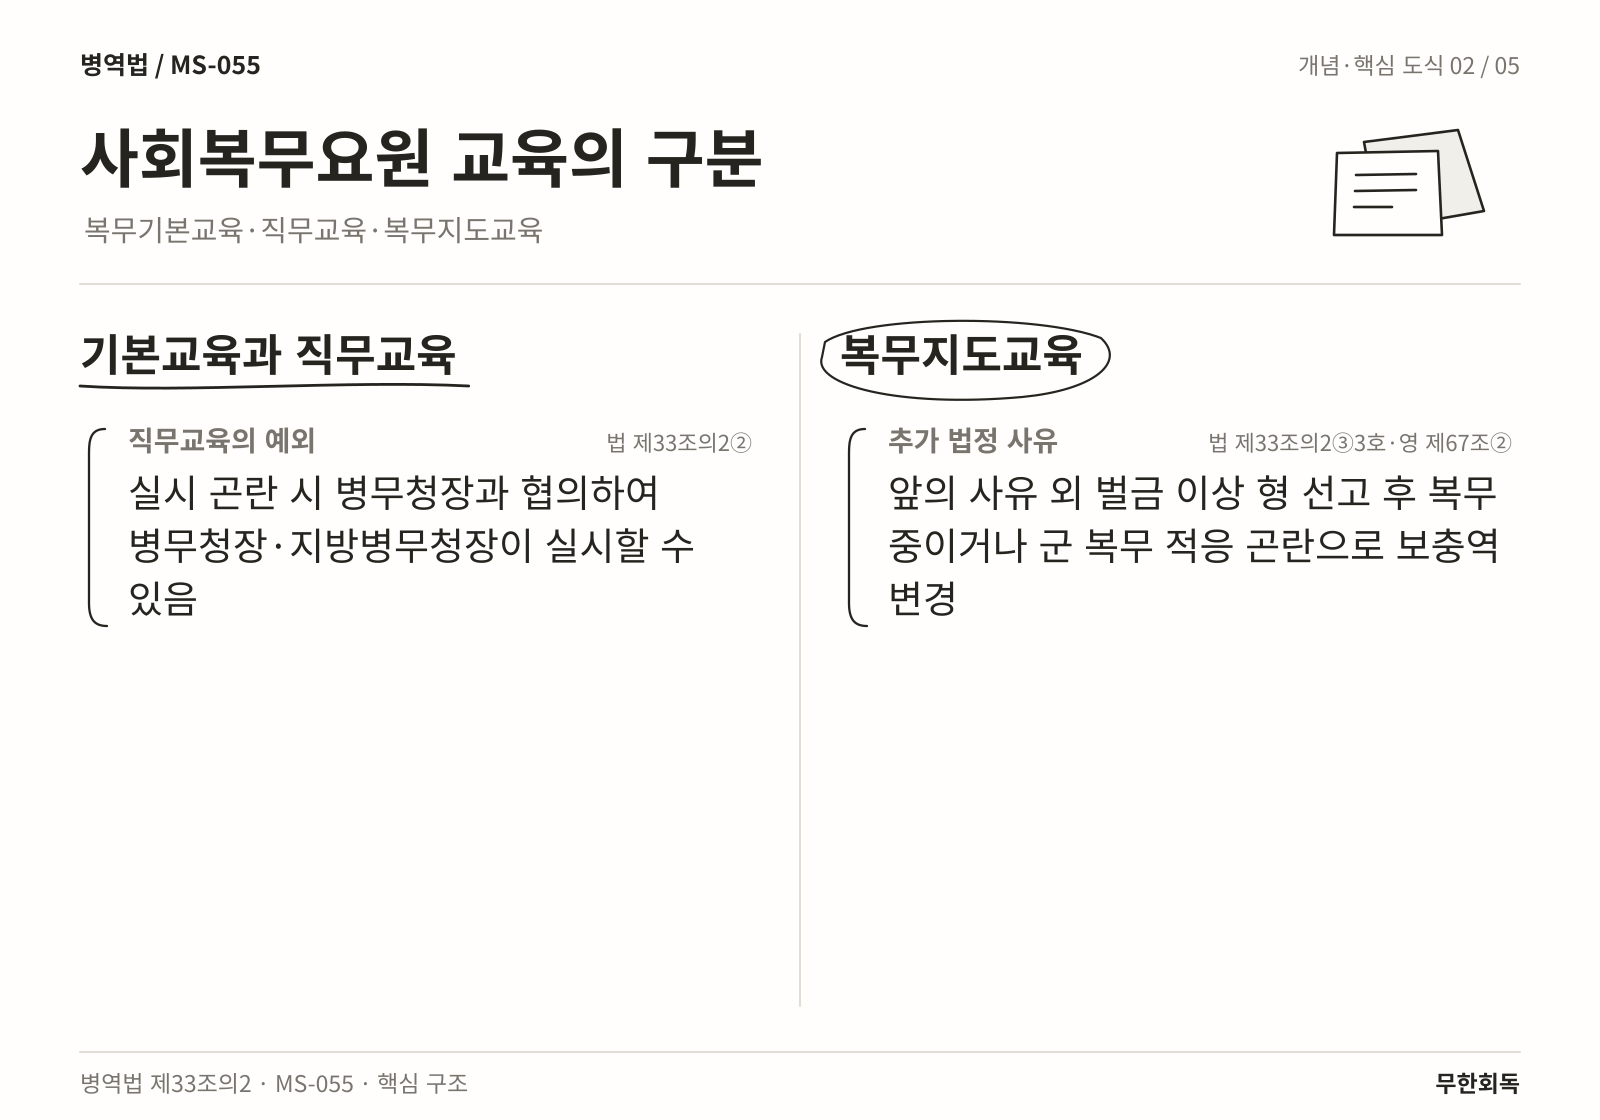 병역법 / MS-055
개념·핵심 도식 02 / 05
사회복무요원 교육의 구분
복무기본교육·직무교육·복무지도교육
기본교육과 직무교육
직무교육의 예외
법 제33조의2②
실시 곤란 시 병무청장과 협의하여
병무청장·지방병무청장이 실시할 수
있음
복무지도교육
추가 법정 사유
법 제33조의2③3호·영 제67조②
앞의 사유 외 벌금 이상 형 선고 후 복무
중이거나 군 복무 적응 곤란으로 보충역
변경
병역법 제33조의2 · MS-055 · 핵심 구조
무한회독